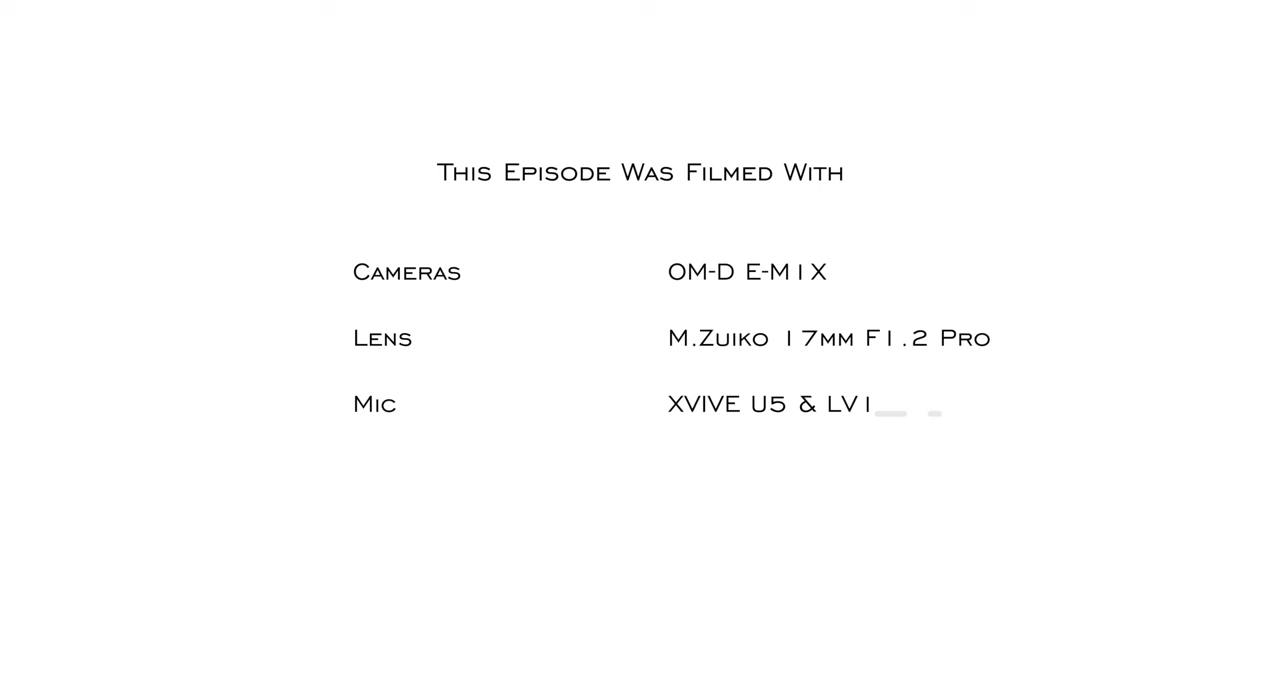 This Episode Was Filmed With
Cameras OM-D E-M1X
Lens M.Zuiko 17mm F1.2 Pro
Mic XVIVE U5 & LV1